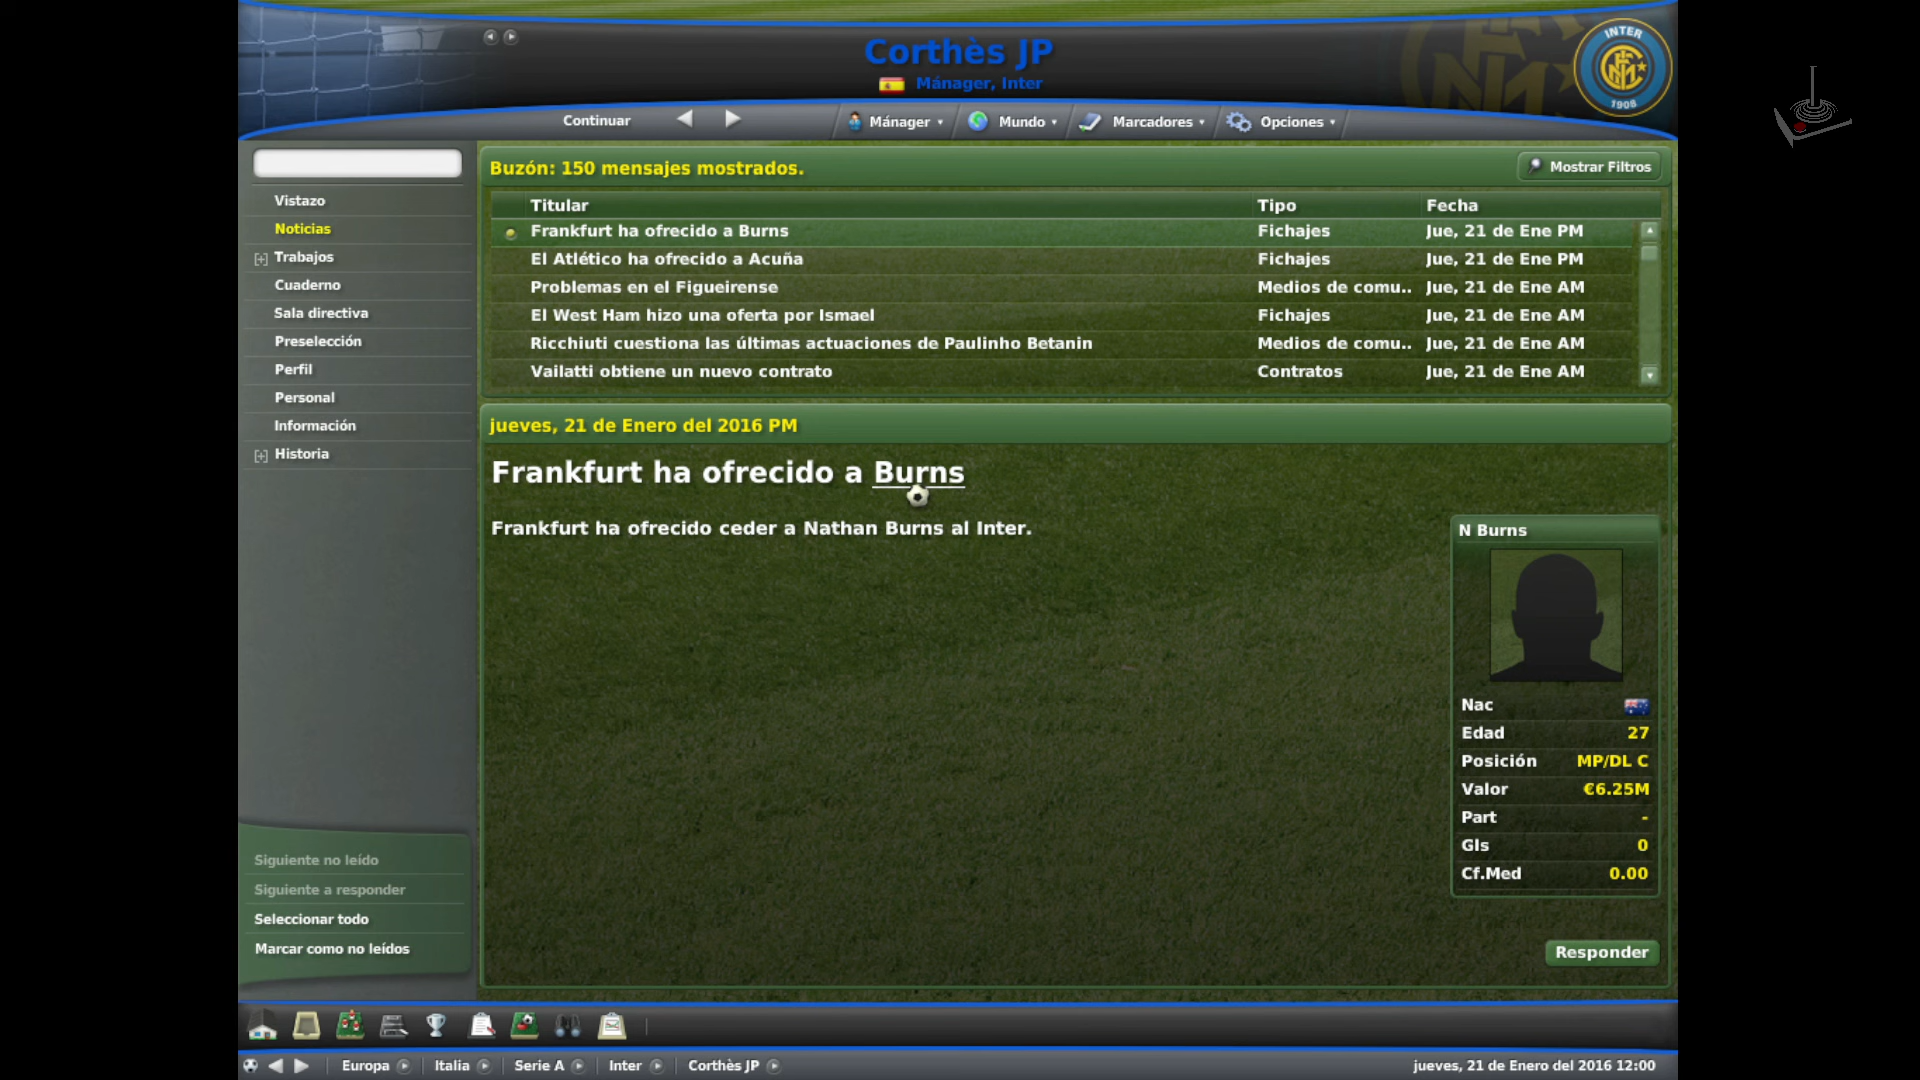 Corthès JP
Mánager, Inter
INTER
1908
Continuar
Mánager
Mundo
Marcadores
Opciones
Vistazo
Noticias
[+] Trabajos
Cuaderno
Sala directiva
Preselección
Perfil
Personal
Información
[+] Historia
Buzón: 150 mensajes mostrados.
Mostrar Filtros
Titular Tipo Fecha
Frankfurt ha ofrecido a Burns Fichajes Jue, 21 de Ene PM
El Atlético ha ofrecido a Acuña Fichajes Jue, 21 de Ene PM
Problemas en el Figueirense Medios de comu.. Jue, 21 de Ene AM
El West Ham hizo una oferta por Ismael Fichajes Jue, 21 de Ene AM
Ricchiuti cuestiona las últimas actuaciones de Paulinho Betanin Medios de comu.. Jue, 21 de Ene AM
Vailatti obtiene un nuevo contrato Contratos Jue, 21 de Ene AM
jueves, 21 de Enero del 2016 PM
Frankfurt ha ofrecido a Burns
Frankfurt ha ofrecido ceder a Nathan Burns al Inter.
N Burns
Nac
Edad 27
Posición MP/DL C
Valor €6.25M
Part -
Gls 0
Cf.Med 0.00
Responder
Siguiente no leído
Siguiente a responder
Seleccionar todo
Marcar como no leídos
Europa
Italia
Serie A
Inter
Corthès JP
jueves, 21 de Enero del 2016 12:00